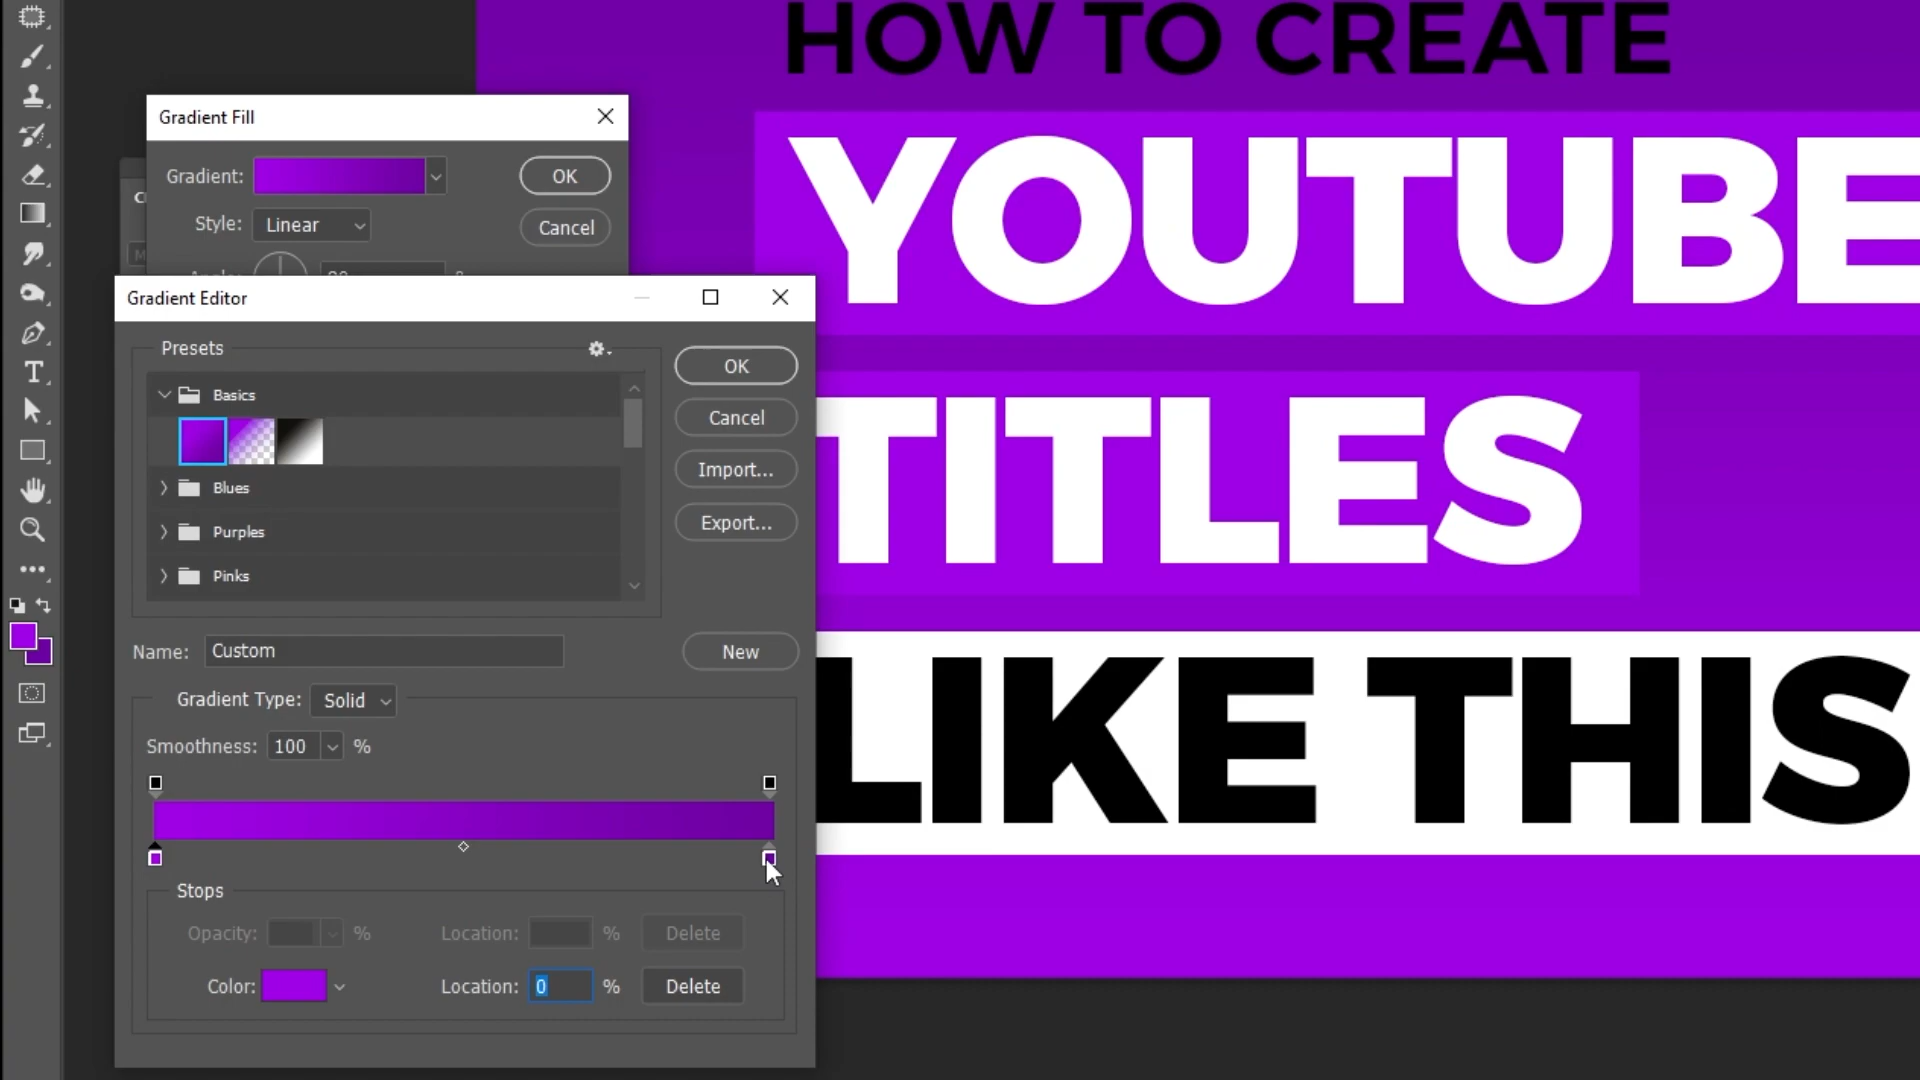 HOW TO CREATE
YOUTUBE
TITLES
LIKE THIS
Gradient Fill
Gradient:
OK
Style:
Linear
Cancel
Gradient Editor
Presets
OK
Basics
Cancel
Import...
Blues
Export...
Purples
Pinks
Name:
Custom
New
Gradient Type:
Solid
Smoothness:
100
%
Stops
Opacity:
%
Location:
%
Delete
Color:
Location:
0
%
Delete